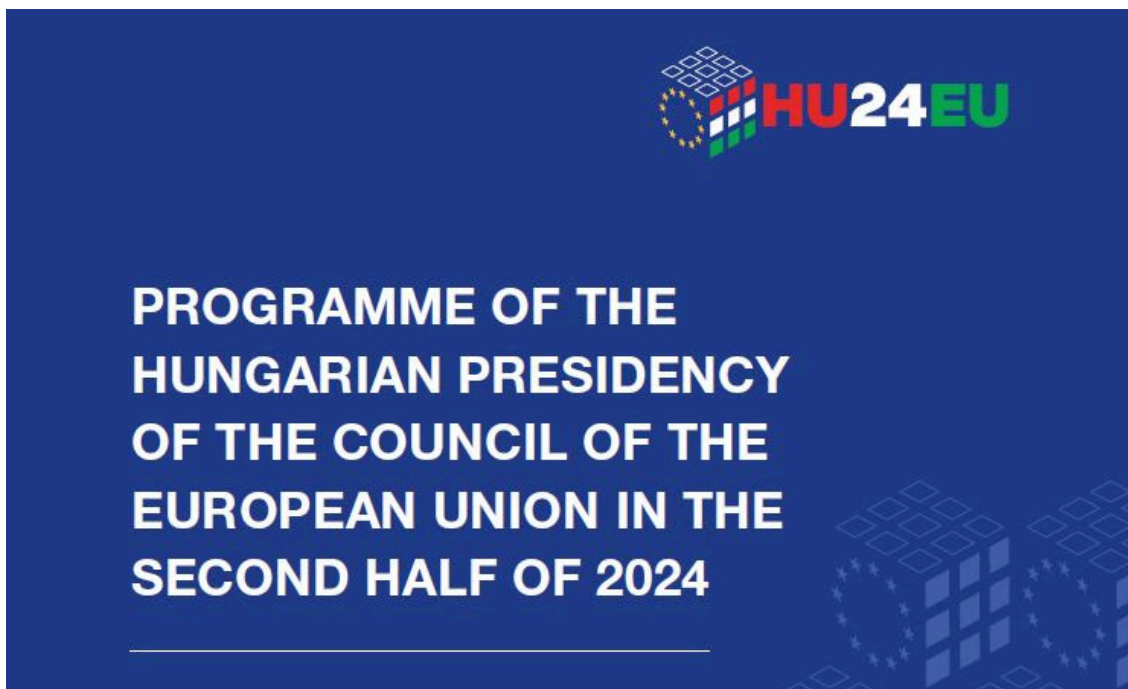 HU24EU
PROGRAMME OF THE
HUNGARIAN PRESIDENCY
OF THE COUNCIL OF THE
EUROPEAN UNION IN THE
SECOND HALF OF 2024